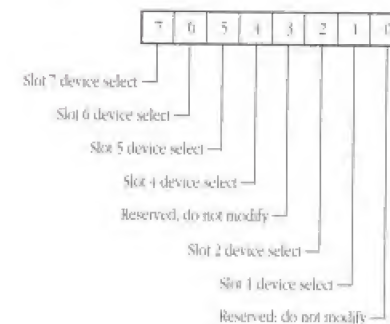 7 6 5 4 3 2 1 0
Slot 7 device select
Slot 6 device select
Slot 5 device select
Slot 4 device select
Reserved, do not modify
Slot 2 device select
Slot 1 device select
Reserved; do not modify